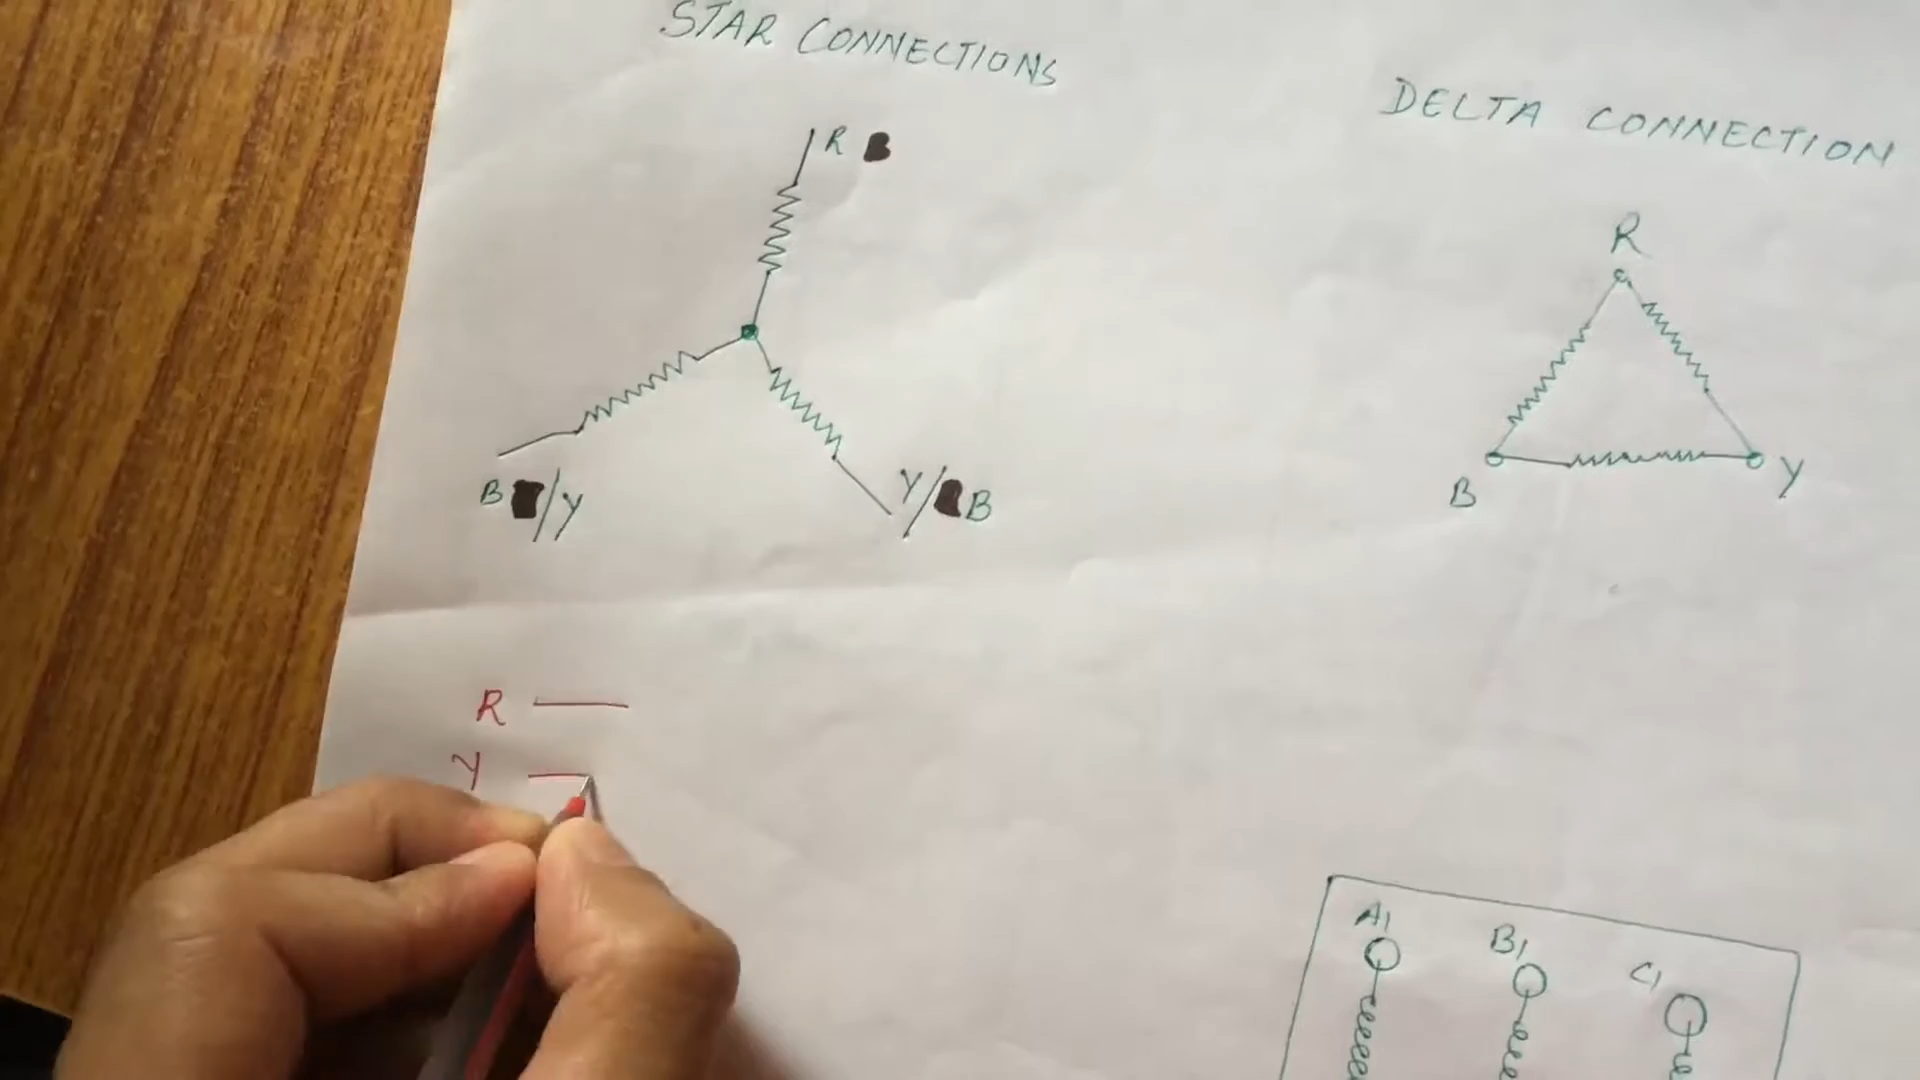 STAR CONNECTIONS
DELTA CONNECTION
R B
R
B /Y
Y/ B
B
Y
R
Y
A1
B1
C1